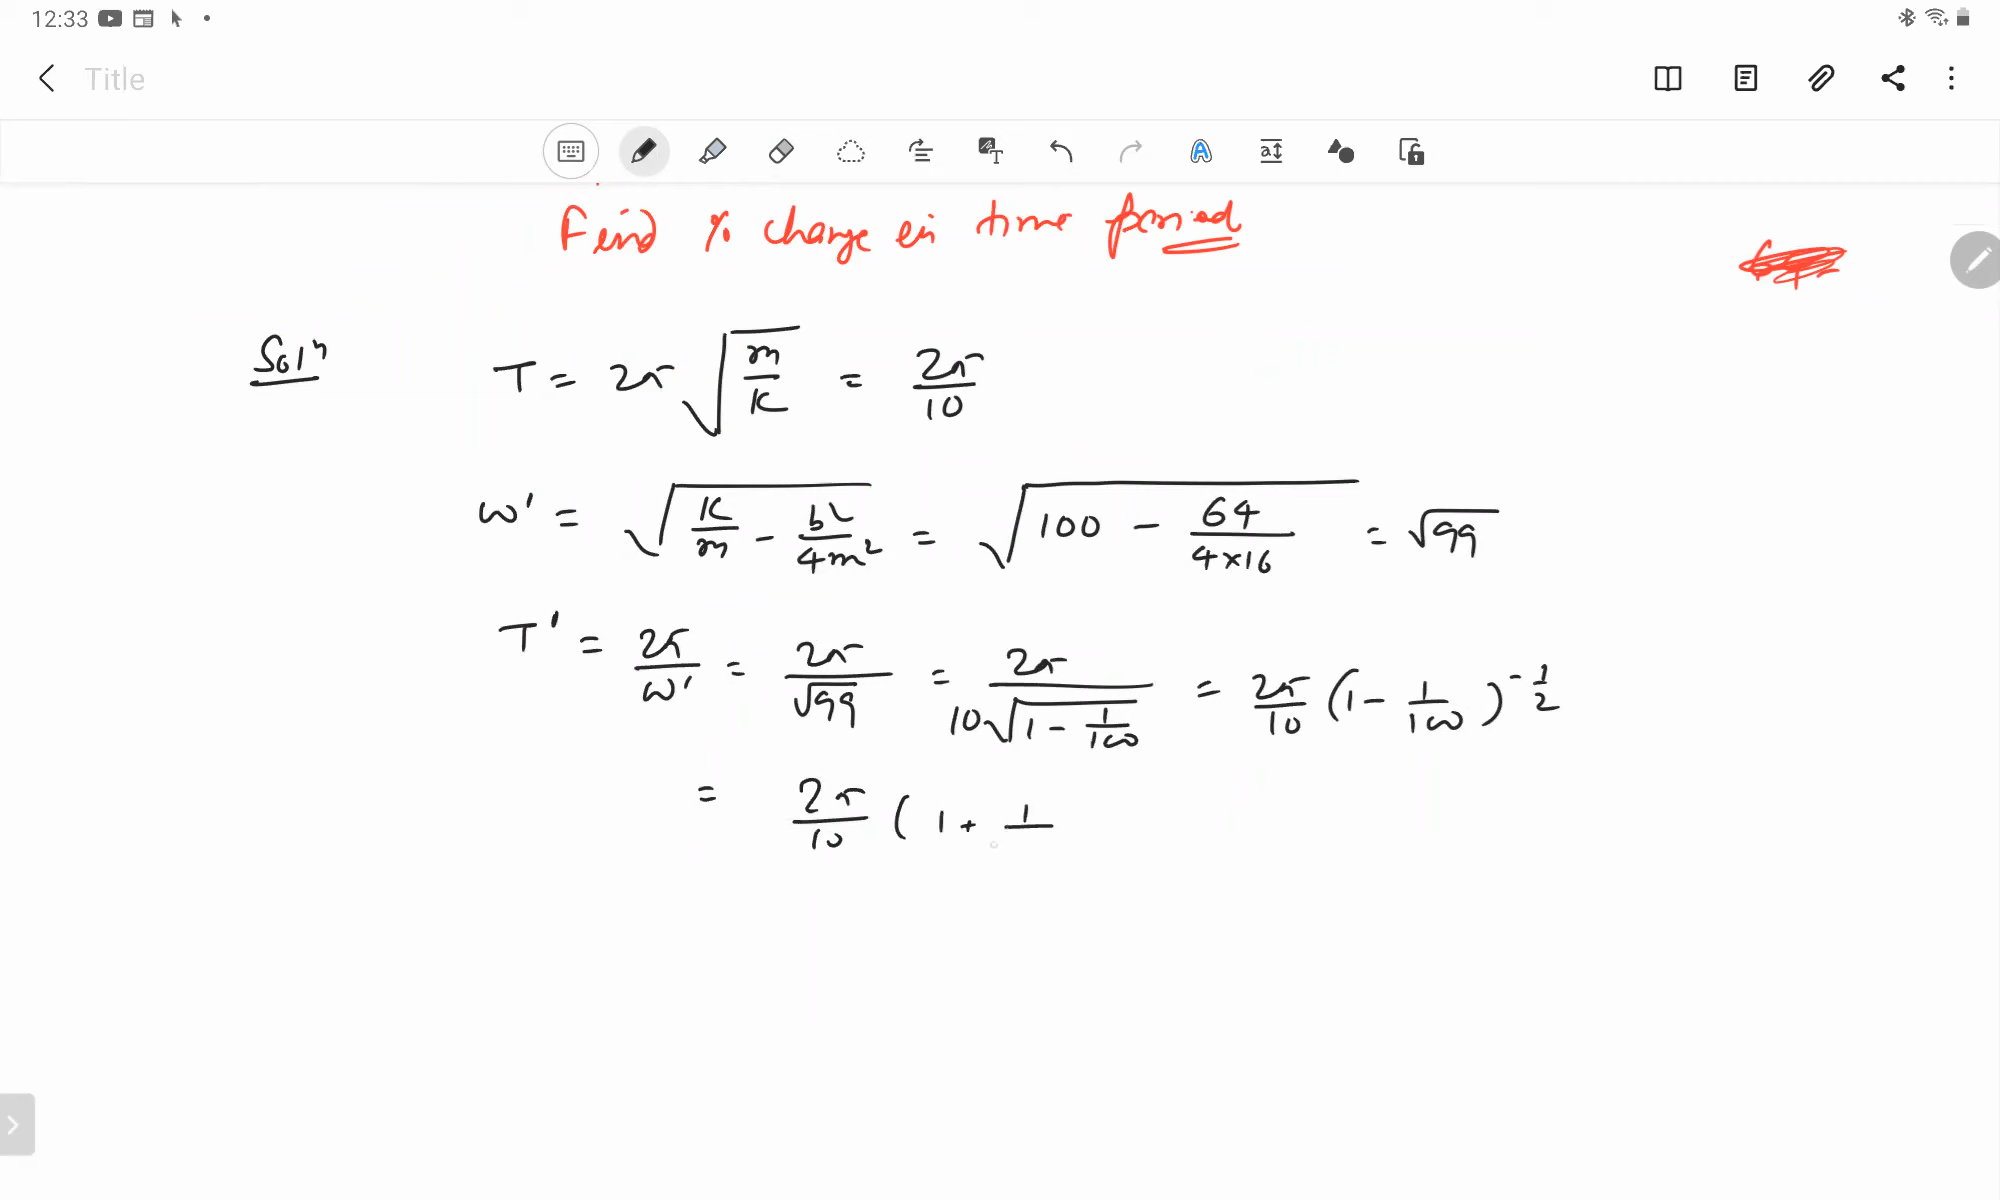 12:33
Title
Find % change in time period
Solⁿ
T = 2π √(m/K) = 2π/10
ω' = √(K/m - b²/4m²) = √(100 - 64/(4×16)) = √99
T' = 2π/ω' = 2π/√99 = 2π/(10√(1 - 1/100)) = 2π/10 (1 - 1/100)^(-1/2)
= 2π/10 ( 1 + 1/